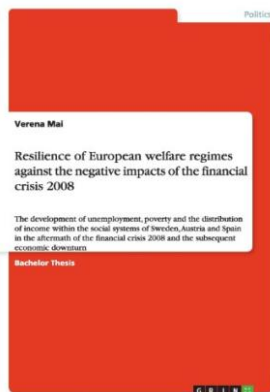 Politics
Verena Mai
Resilience of European welfare regimes
against the negative impacts of the financial
crisis 2008
The development of unemployment, poverty and the distribution
of income within the social systems of Sweden, Austria and Spain
in the aftermath of the financial crisis 2008 and the subsequent
economic downturn
Bachelor Thesis
G R I N